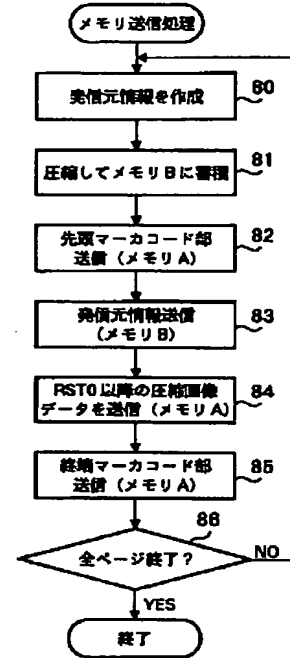 メモリ送信処理
発信元情報を作成
80
圧縮してメモリBに蓄積
81
先頭マーカコード部
送信(メモリA)
82
発信元情報送信
(メモリB)
83
RST0以降の圧縮画像
データを送信(メモリA)
84
終端マーカコード部
送信(メモリA)
85
86
全ページ終了?
NO
YES
終了